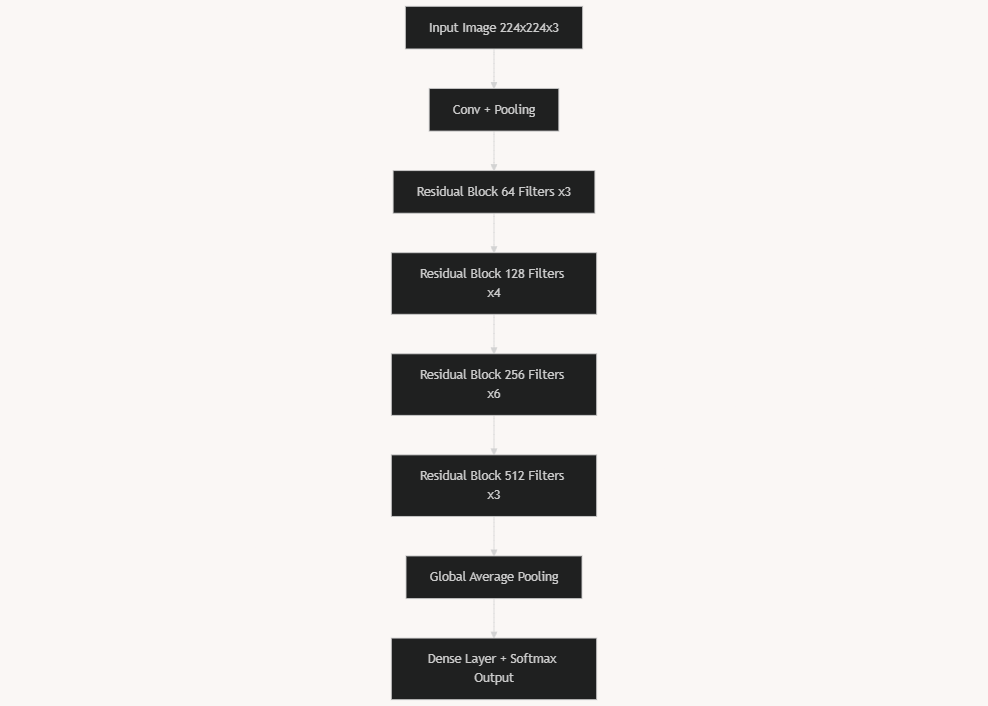 Input Image 224x224x3
Conv + Pooling
Residual Block 64 Filters x3
Residual Block 128 Filters
x4
Residual Block 256 Filters
x6
Residual Block 512 Filters
x3
Global Average Pooling
Dense Layer + Softmax
Output